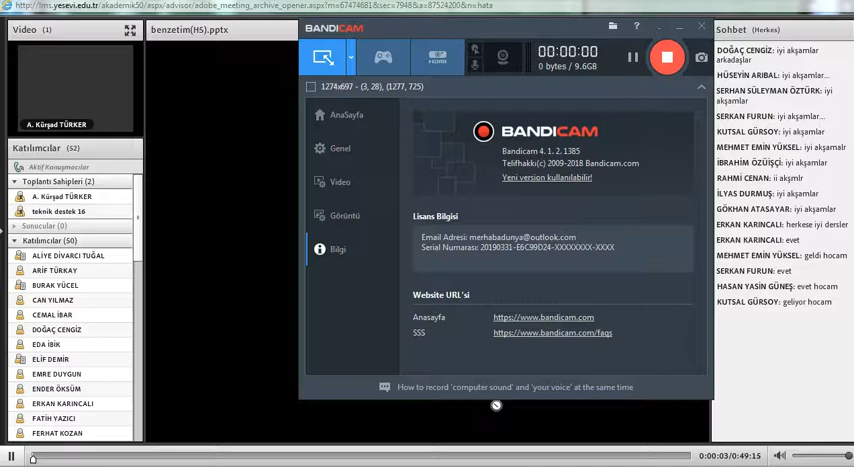 http://lms.yesevi.edu.tr/akademik50/aspx/advisor/adobe_meeting_archive_opener.aspx?m=67474681&sec=7948&a=87524200&n=hata
Video (1)
A. Kürşad TÜRKER
Katılımcılar (52)
Aktif Konuşmacılar
Toplantı Sahipleri (2)
A. Kürşad TÜRKER
teknik destek 16
Sunucular (0)
Katılımcılar (50)
ALİYE DİVARCI TUĞAL
ARİF TÜRKAY
BURAK YÜCEL
CAN YILMAZ
CEMAL İBAR
DOĞAÇ CENGİZ
EDA İBİK
ELİF DEMİR
EMRE DUYGUN
ENDER ÖKSÜM
ERKAN KARINCALI
FATİH YAZICI
FERHAT KOZAN
benzetim(H5).pptx
BANDICAM
HDMI
00:00:00
0 bytes / 9.6GB
1274x697 - (3, 28), (1277, 725)
AnaSayfa
Genel
Video
Görüntü
Bilgi
BANDICAM
Bandicam 4. 1. 2. 1385
Telifhakkı(c) 2009-2018 Bandicam.com
Yeni version kullanılabilir!
Lisans Bilgisi
Email Adresi: merhabadunya@outlook.com
Serial Numarası: 20190331-E6C99D24-XXXXXXXX-XXXX
Website URL'si
Anasayfa https://www.bandicam.com
SSS https://www.bandicam.com/faqs
How to record 'computer sound' and 'your voice' at the same time
Sohbet (Herkes)
DOĞAÇ CENGİZ: iyi akşamlar
arkadaşlar
HÜSEYİN ARIBAL: iyi akşamlar...
SERHAN SÜLEYMAN ÖZTÜRK: iyi
akşamlar
SERKAN FURUN: iyi akşamlar...
KUTSAL GÜRSOY: iyi akşamlar
MEHMET EMİN YÜKSEL: iyi akşamalr
İBRAHİM ÖZÜİŞÇİ: iyi akşamlar
RAHMİ CENAN: ii akşmlr
İLYAS DURMUŞ: iyi akşamlar
GÖKHAN ATASAYAR: iyi akşamlar
ERKAN KARINCALI: herkese iyi dersler
ERKAN KARINCALI: evet
MEHMET EMİN YÜKSEL: geldi hocam
SERKAN FURUN: evet
HASAN YASİN GÜNEŞ: evet hocam
KUTSAL GÜRSOY: geliyor hocam
0:00:03/0:49:15